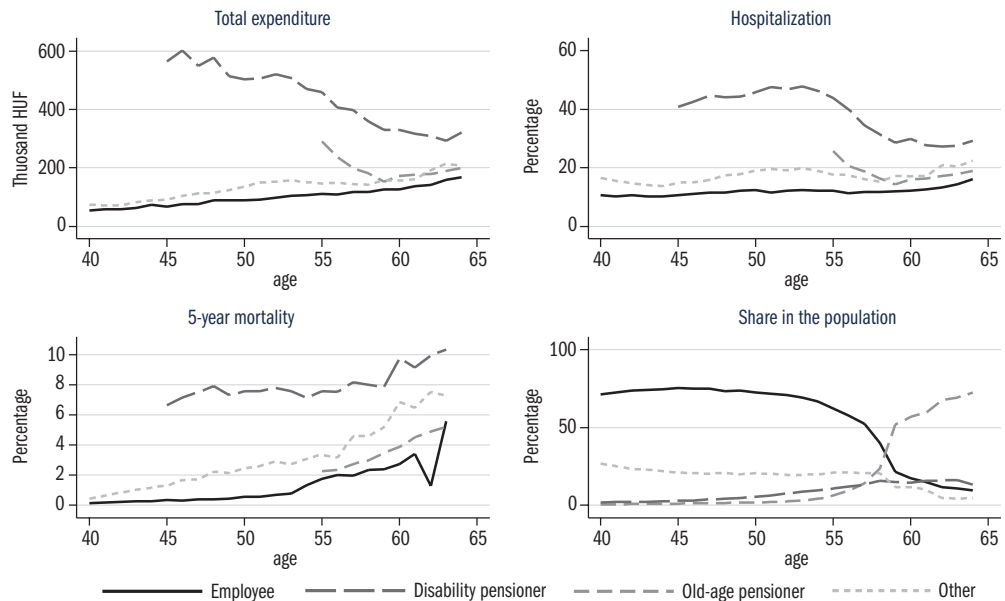 Total expenditure
Thuosand HUF
600
400
200
0
40 45 50 55 60 65
age
Hospitalization
Percentage
60
40
20
0
40 45 50 55 60 65
age
5-year mortality
Percentage
10
8
6
4
2
0
40 45 50 55 60 65
age
Share in the population
Percentage
100
50
0
40 45 50 55 60 65
age
Employee Disability pensioner Old-age pensioner Other